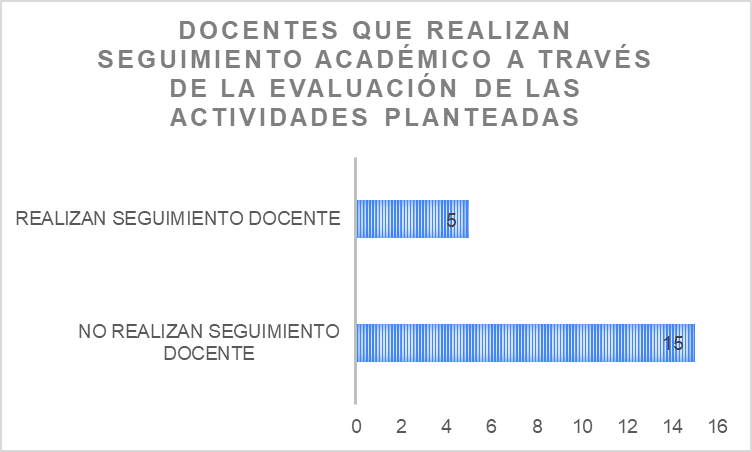 DOCENTES QUE REALIZAN
SEGUIMIENTO ACADÉMICO A TRAVÉS
DE LA EVALUACIÓN DE LAS
ACTIVIDADES PLANTEADAS
REALIZAN SEGUIMIENTO DOCENTE
5
NO REALIZAN SEGUIMIENTO
DOCENTE
15
0 2 4 6 8 10 12 14 16